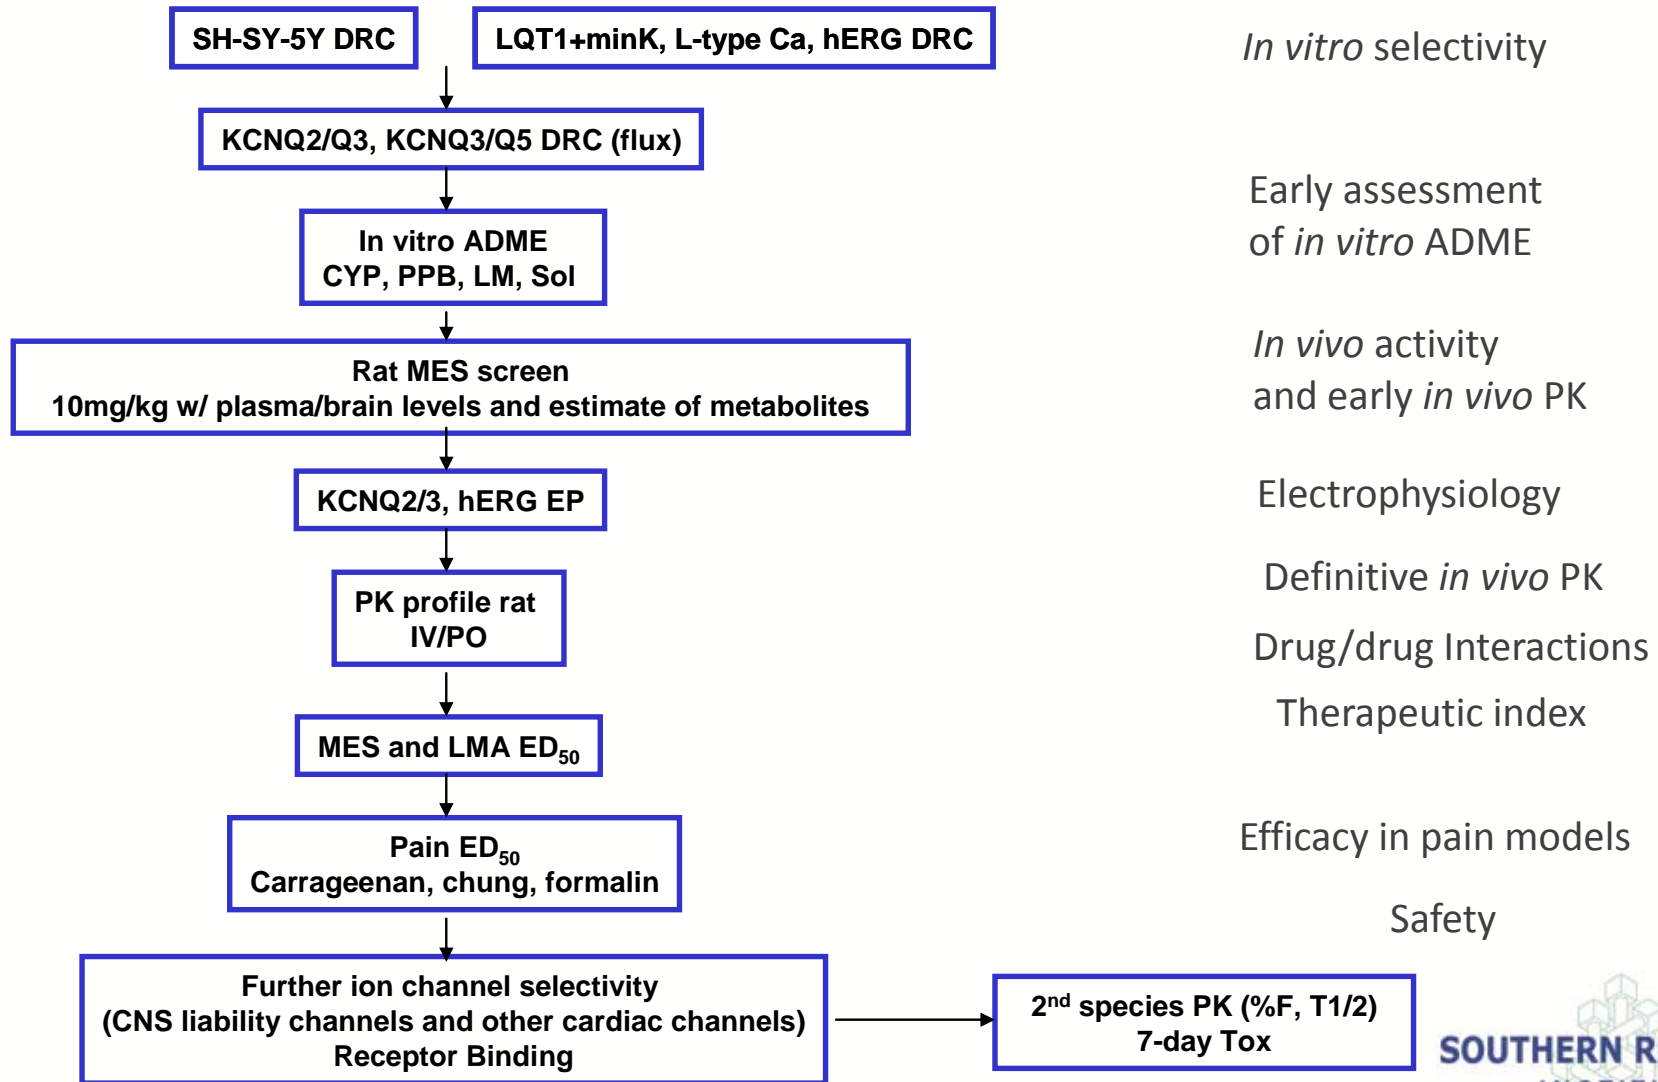 SH-SY-5Y DRC
LQT1+minK, L-type Ca, hERG DRC
In vitro selectivity
KCNQ2/Q3, KCNQ3/Q5 DRC (flux)
In vitro ADME
CYP, PPB, LM, Sol
Early assessment
of in vitro ADME
Rat MES screen
10mg/kg w/ plasma/brain levels and estimate of metabolites
In vivo activity
and early in vivo PK
KCNQ2/3, hERG EP
Electrophysiology
PK profile rat
IV/PO
Definitive in vivo PK
Drug/drug Interactions
MES and LMA ED50
Therapeutic index
Pain ED50
Carrageenan, chung, formalin
Efficacy in pain models
Safety
Further ion channel selectivity
(CNS liability channels and other cardiac channels)
Receptor Binding
2nd species PK (%F, T1/2)
7-day Tox
SOUTHERN R